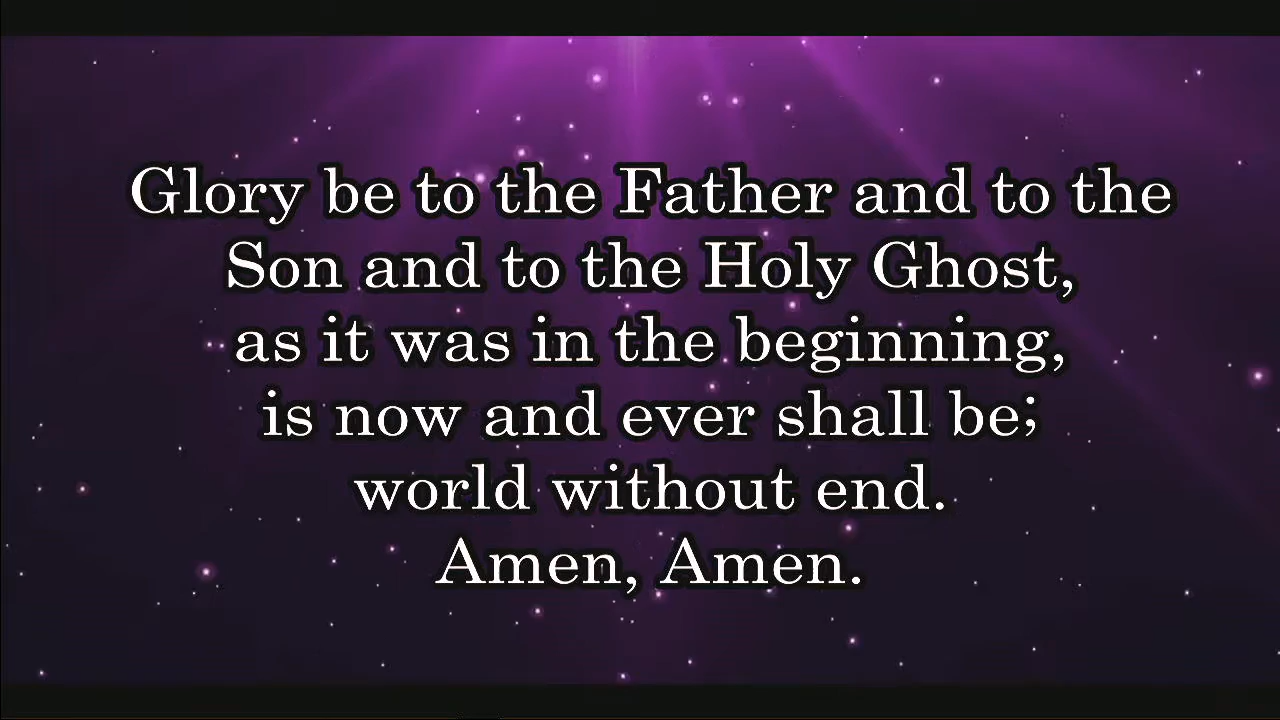 Glory be to the Father and to the
Son and to the Holy Ghost,
as it was in the beginning,
is now and ever shall be;
world without end.
Amen, Amen.